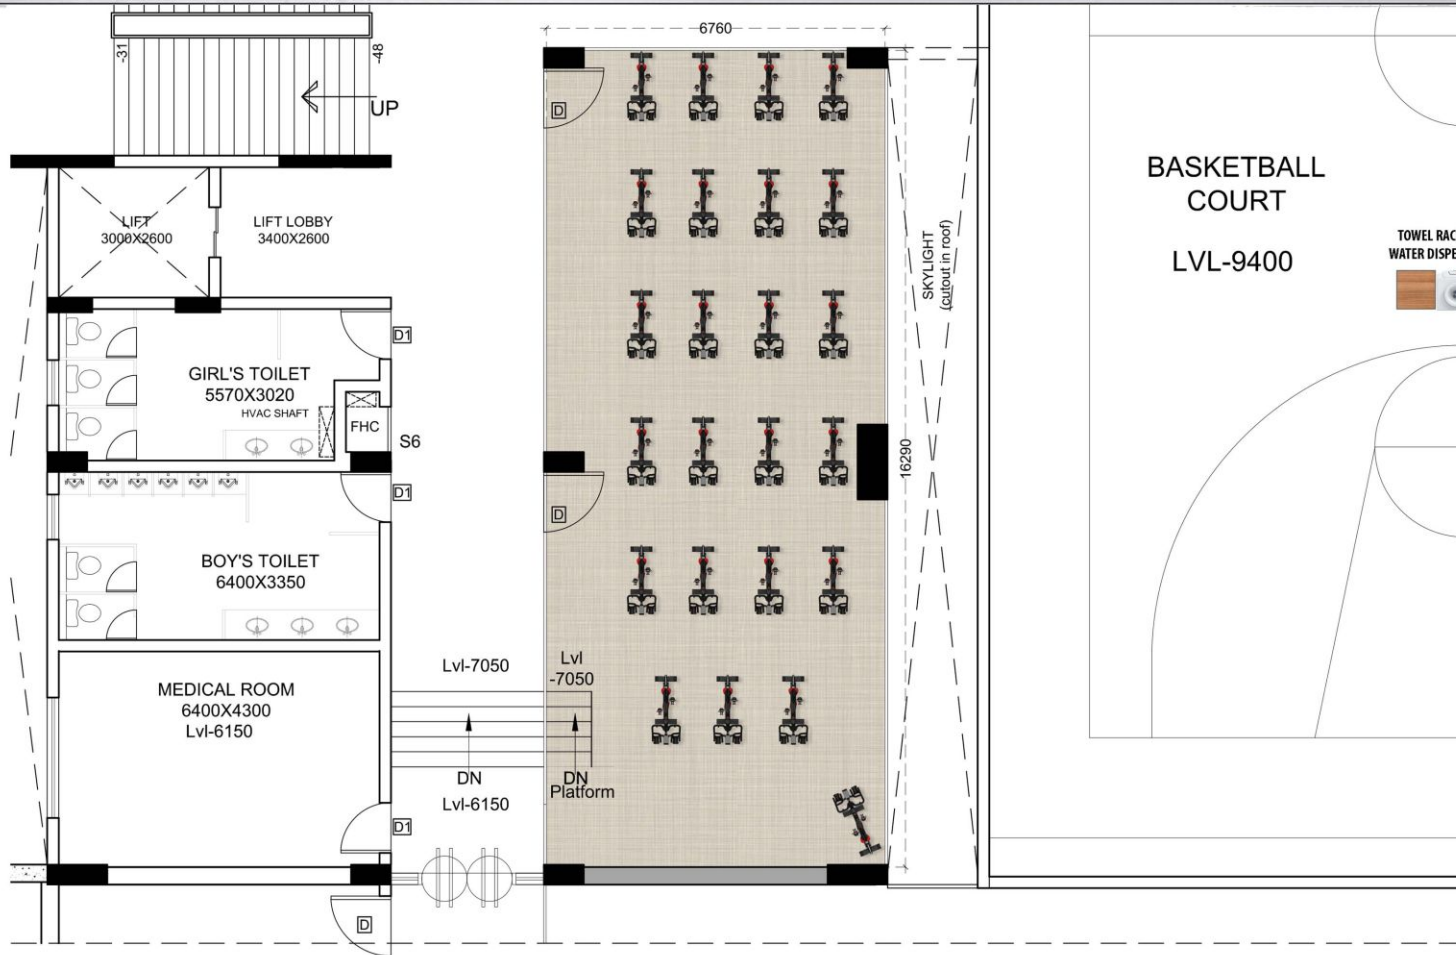 6760
-31
-48
UP
D
BASKETBALL
COURT
LVL-9400
LIFT
3000X2600
LIFT LOBBY
3400X2600
SKYLIGHT
(cutout in roof)
TOWEL RAC
WATER DISPE
D1
GIRL'S TOILET
5570X3020
HVAC SHAFT
FHC
S6
16290
D1
D
BOY'S TOILET
6400X3350
Lvl-7050
Lvl
-7050
MEDICAL ROOM
6400X4300
Lvl-6150
DN
Lvl-6150
DN
Platform
D1
D